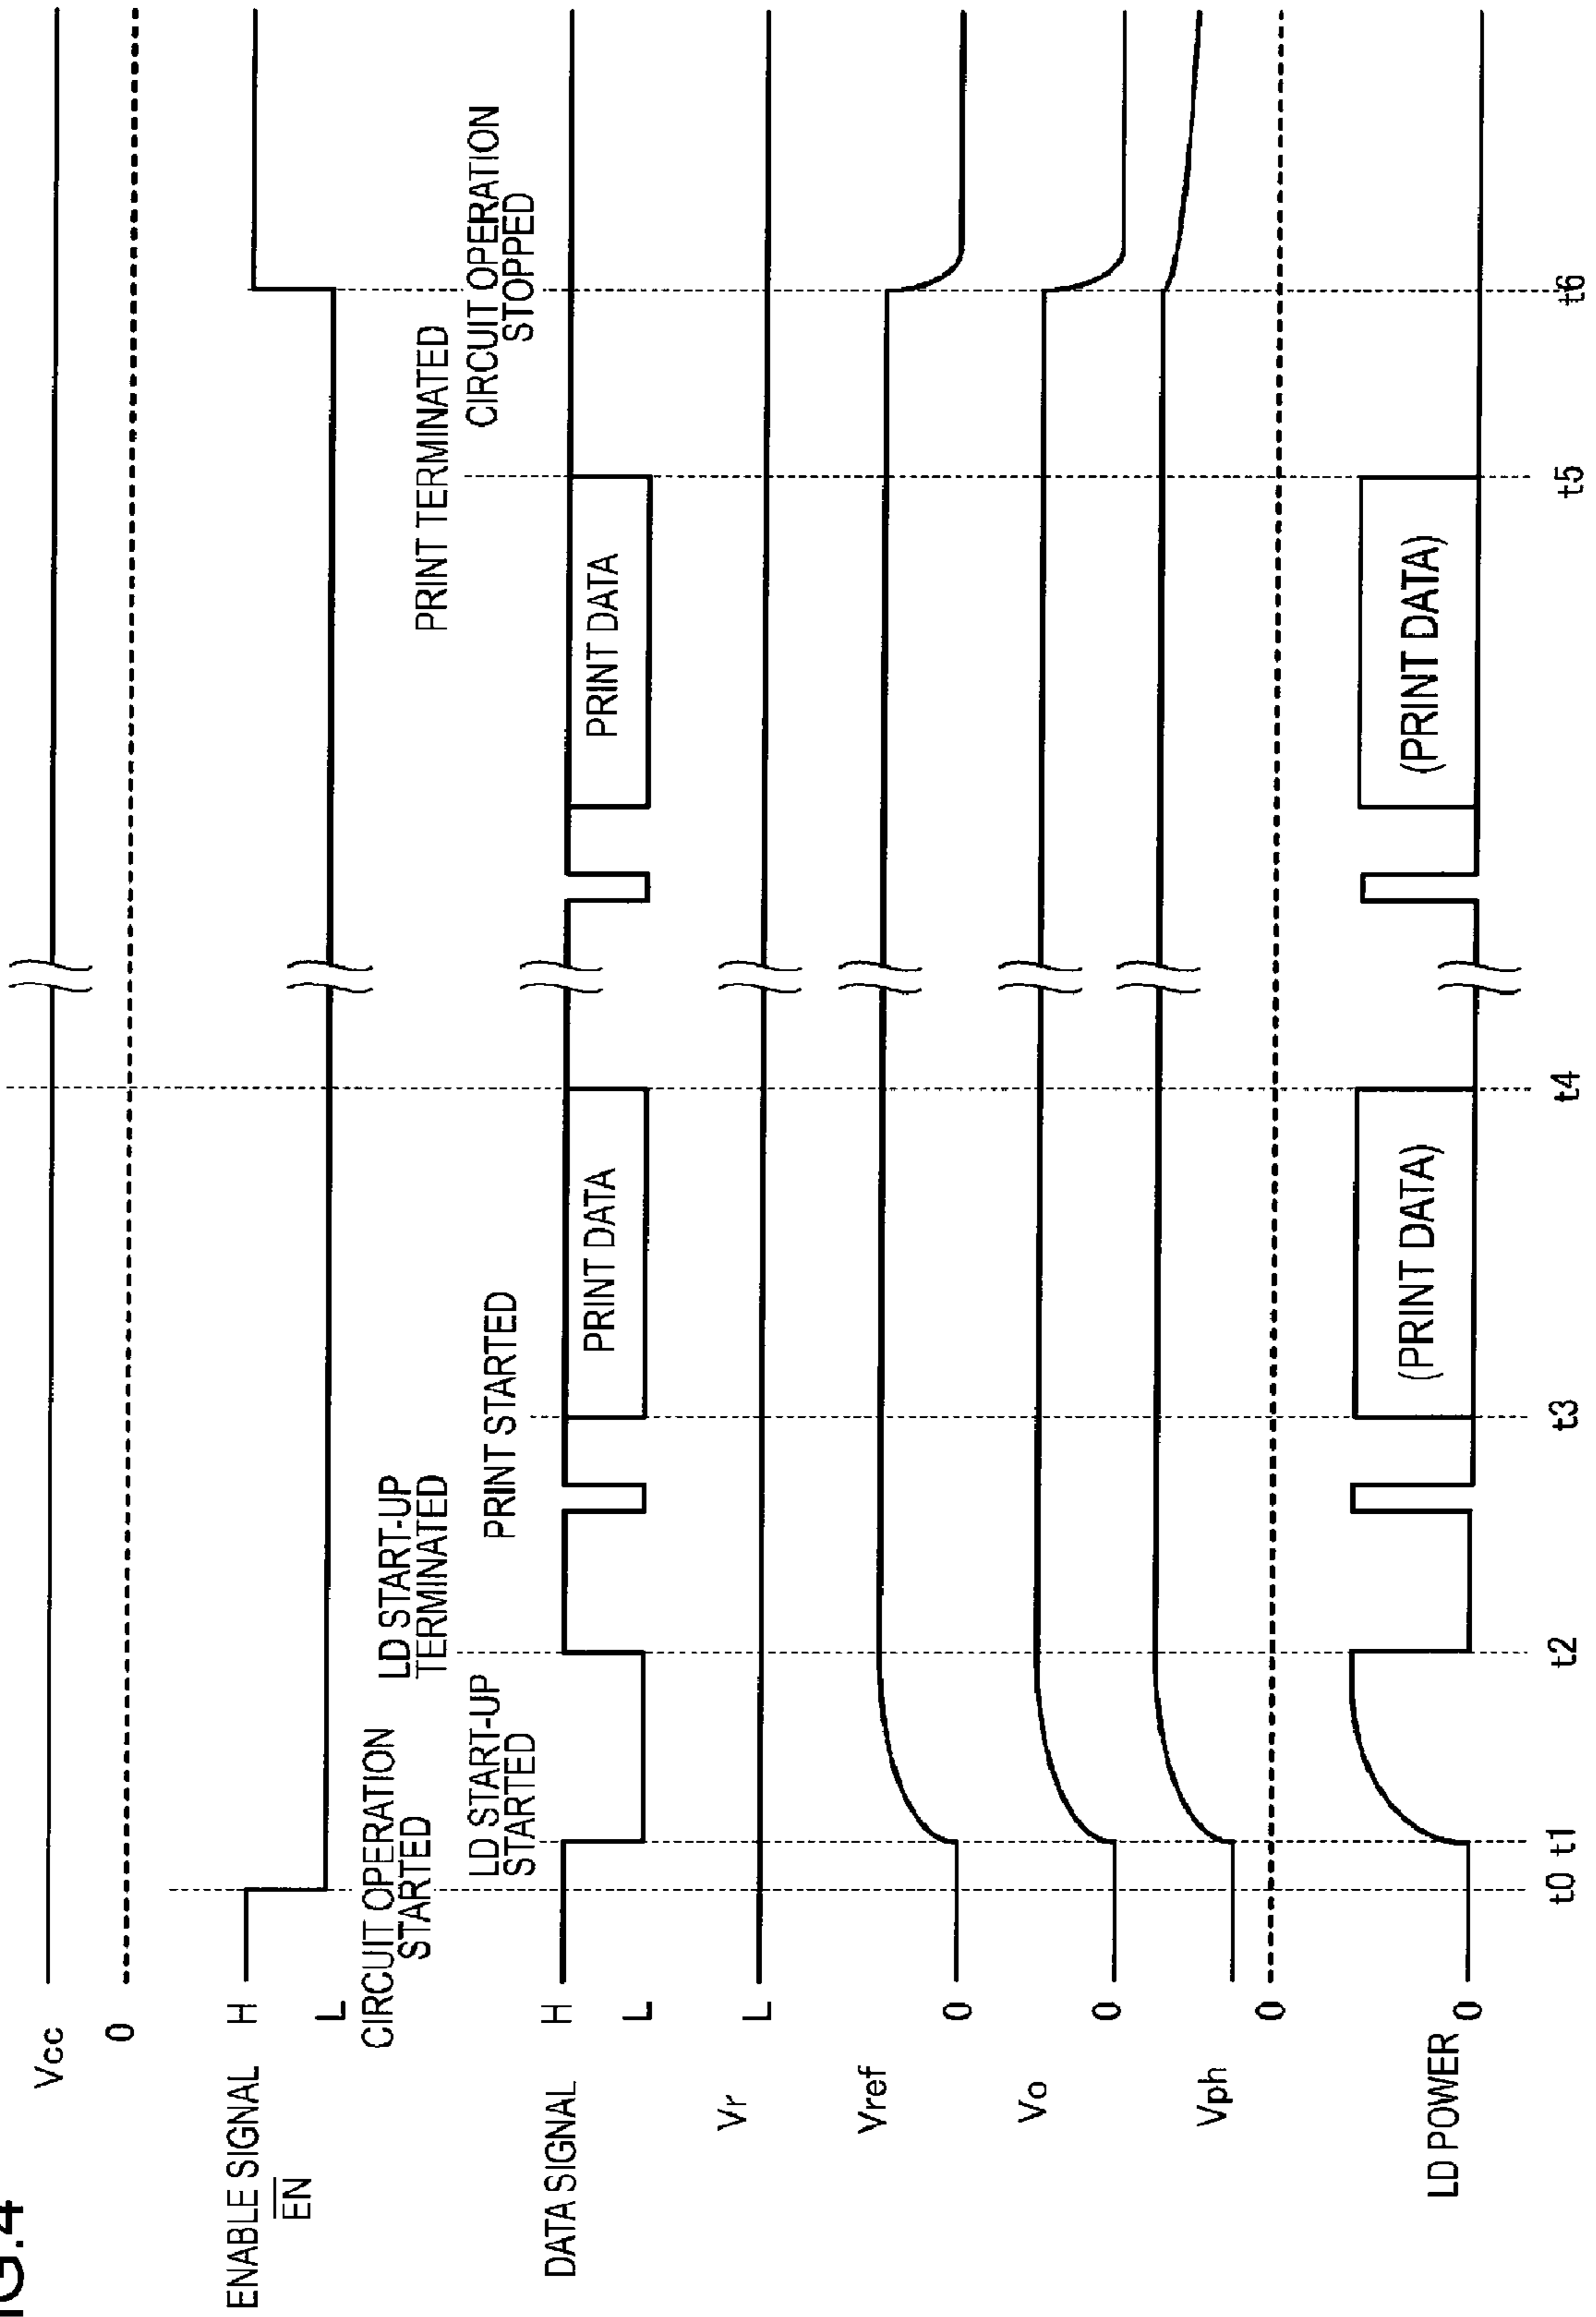 IG.4
Vcc
0
ENABLE SIGNAL H
EN
L
CIRCUIT OPERATION
STARTED
LD START-UP
STARTED
LD START-UP
TERMINATED
PRINT STARTED
PRINT TERMINATED
CIRCUIT OPERATION
STOPPED
DATA SIGNAL H
L
PRINT DATA
PRINT DATA
Vr L
Vref
0
Vo
0
Vph
0
LD POWER
0
(PRINT DATA)
(PRINT DATA)
t0 t1 t2 t3 t4 t5 t6